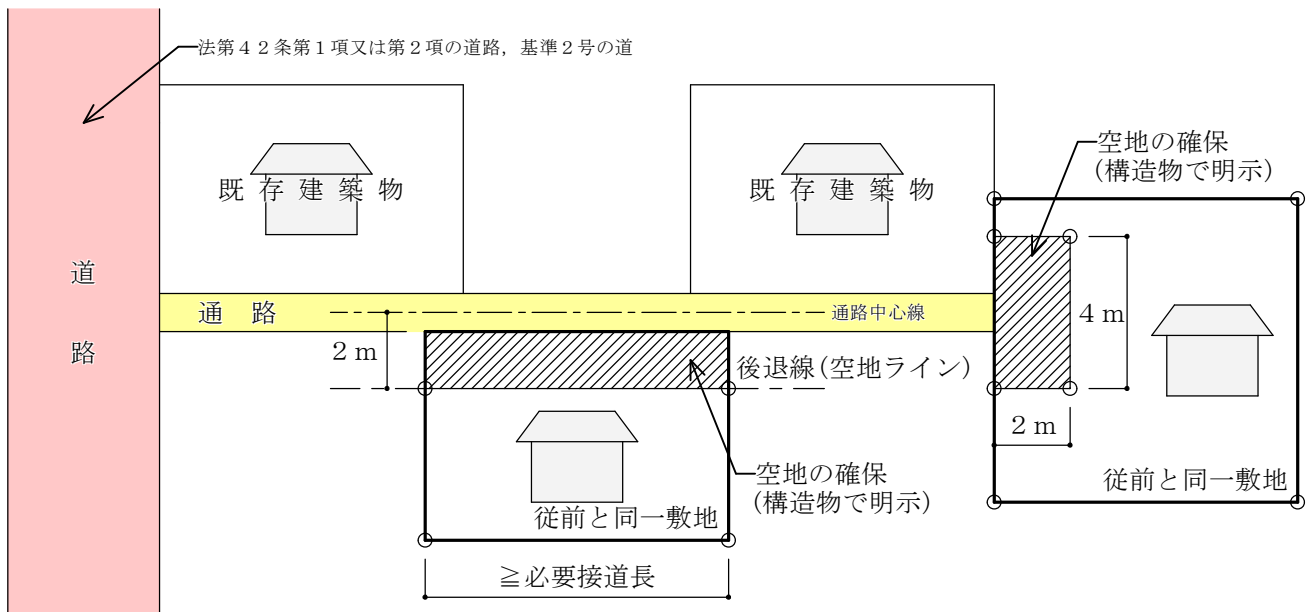 法第４２条第１項又は第２項の道路，基準２号の道
空地の確保
(構造物で明示)
既存建築物
既存建築物
道路
通路
通路中心線
４ｍ
２ｍ
後退線(空地ライン)
２ｍ
空地の確保
(構造物で明示)
従前と同一敷地
従前と同一敷地
≧必要接道長